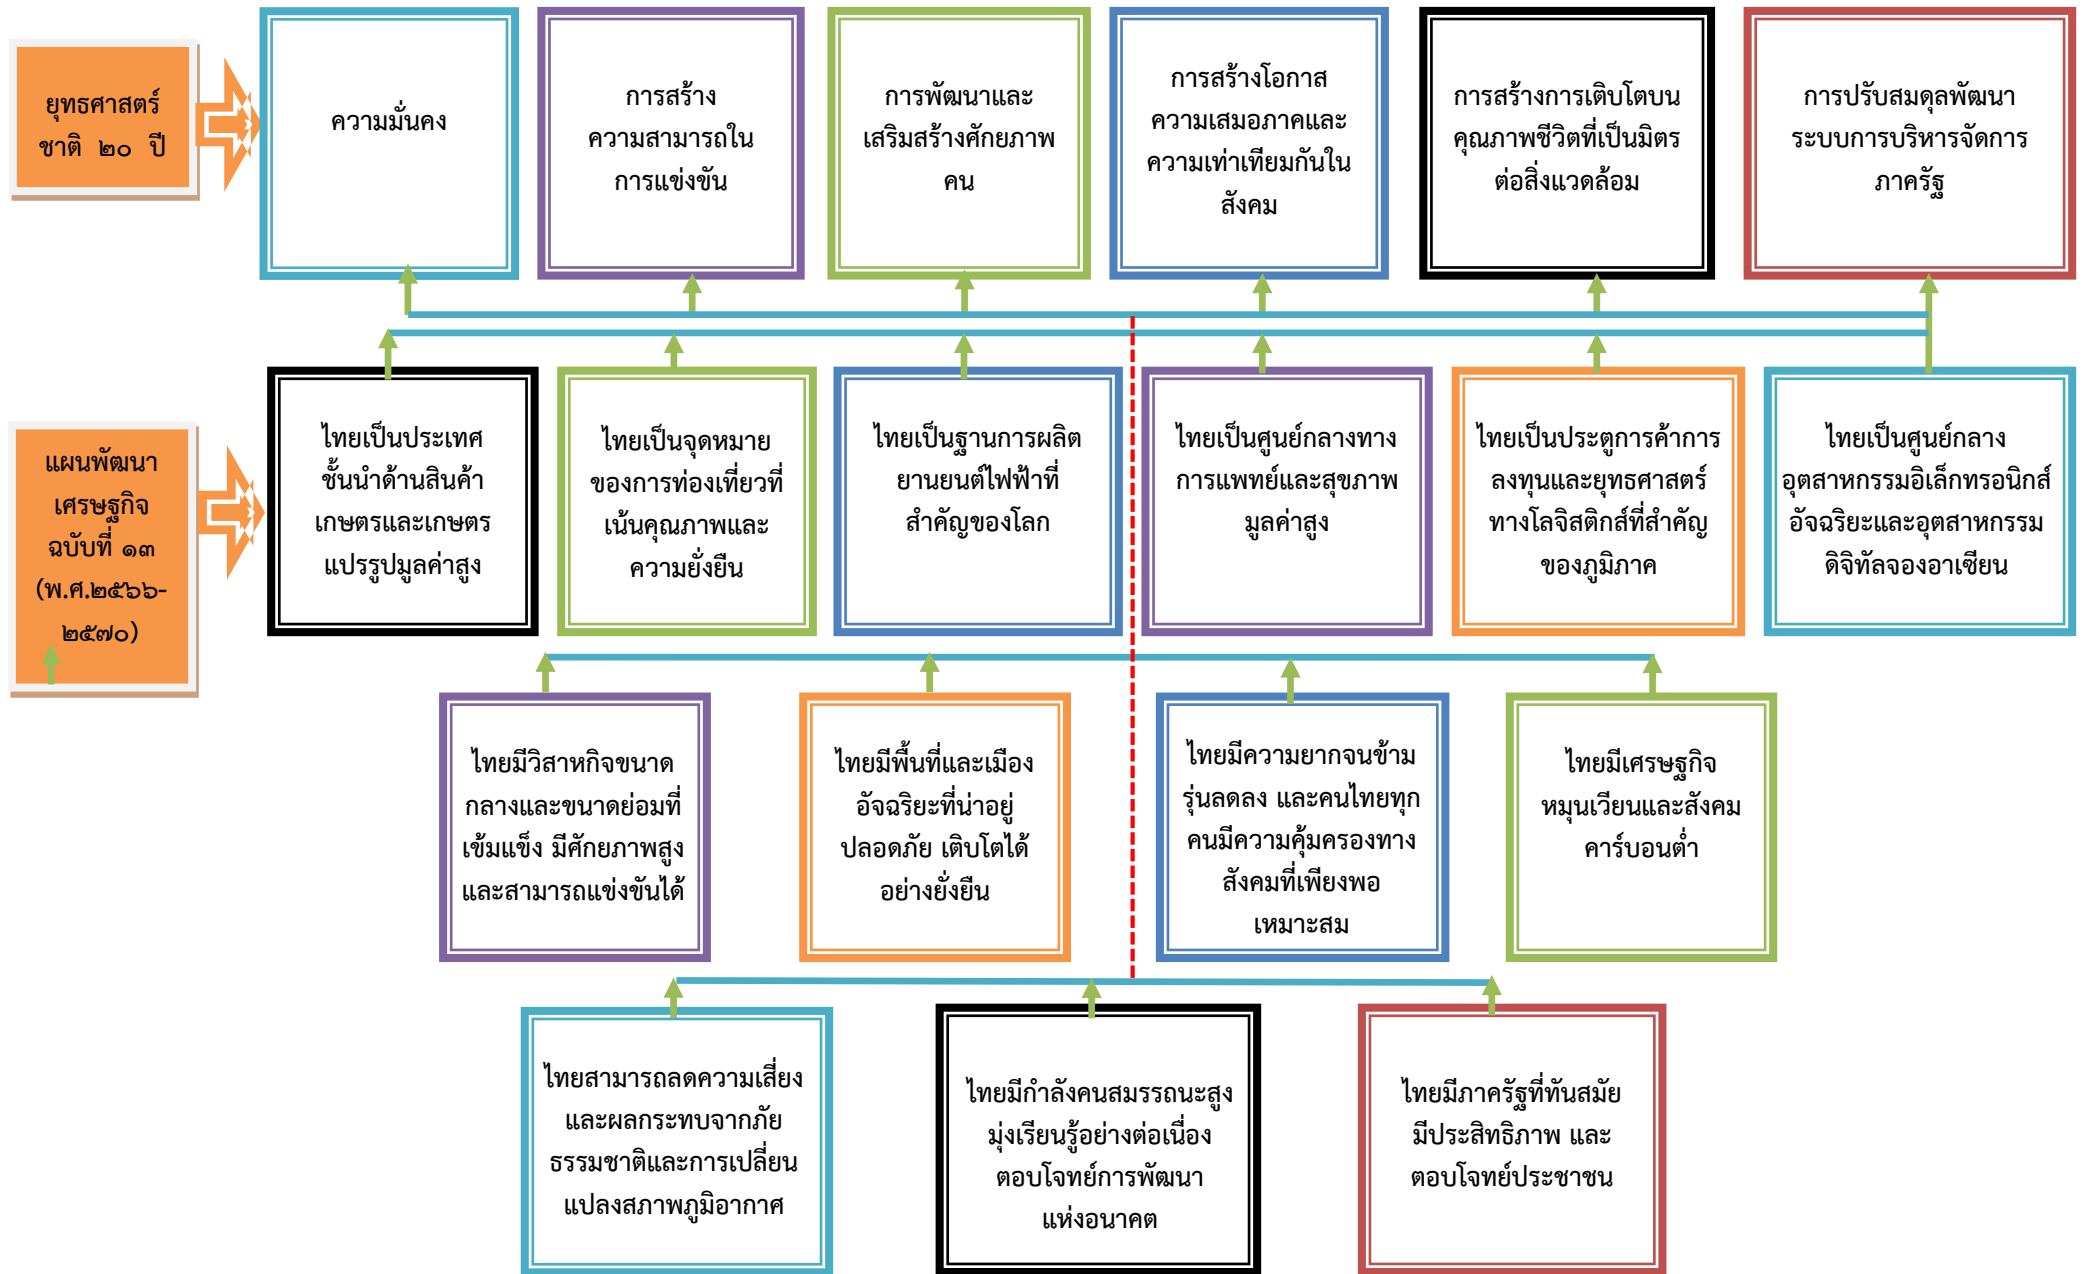 ยุทธศาสตร์
ชาติ ๒๐ ปี
ความมั่นคง
การสร้าง
ความสามารถใน
การแข่งขัน
การพัฒนาและ
เสริมสร้างศักยภาพ
คน
การสร้างโอกาส
ความเสมอภาคและ
ความเท่าเทียมกันใน
สังคม
การสร้างการเติบโตบน
คุณภาพชีวิตที่เป็นมิตร
ต่อสิ่งแวดล้อม
การปรับสมดุลพัฒนา
ระบบการบริหารจัดการ
ภาครัฐ
แผนพัฒนา
เศรษฐกิจ
ฉบับที่ ๑๓
(พ.ศ.๒๕๖๖-
๒๕๗๐)
ไทยเป็นประเทศ
ชั้นนำด้านสินค้า
เกษตรและเกษตร
แปรรูปมูลค่าสูง
ไทยเป็นจุดหมาย
ของการท่องเที่ยวที่
เน้นคุณภาพและ
ความยั่งยืน
ไทยเป็นฐานการผลิต
ยานยนต์ไฟฟ้าที่
สำคัญของโลก
ไทยเป็นศูนย์กลางทาง
การแพทย์และสุขภาพ
มูลค่าสูง
ไทยเป็นประตูการค้าการ
ลงทุนและยุทธศาสตร์
ทางโลจิสติกส์ที่สำคัญ
ของภูมิภาค
ไทยเป็นศูนย์กลาง
อุตสาหกรรมอิเล็กทรอนิกส์
อัจฉริยะและอุตสาหกรรม
ดิจิทัลจองอาเซียน
ไทยมีวิสาหกิจขนาด
กลางและขนาดย่อมที่
เข้มแข็ง มีศักยภาพสูง
และสามารถแข่งขันได้
ไทยมีพื้นที่และเมือง
อัจฉริยะที่น่าอยู่
ปลอดภัย เติบโตได้
อย่างยั่งยืน
ไทยมีความยากจนข้าม
รุ่นลดลง และคนไทยทุก
คนมีความคุ้มครองทาง
สังคมที่เพียงพอ
เหมาะสม
ไทยมีเศรษฐกิจ
หมุนเวียนและสังคม
คาร์บอนต่ำ
ไทยสามารถลดความเสี่ยง
และผลกระทบจากภัย
ธรรมชาติและการเปลี่ยน
แปลงสภาพภูมิอากาศ
ไทยมีกำลังคนสมรรถนะสูง
มุ่งเรียนรู้อย่างต่อเนื่อง
ตอบโจทย์การพัฒนา
แห่งอนาคต
ไทยมีภาครัฐที่ทันสมัย
มีประสิทธิภาพ และ
ตอบโจทย์ประชาชน